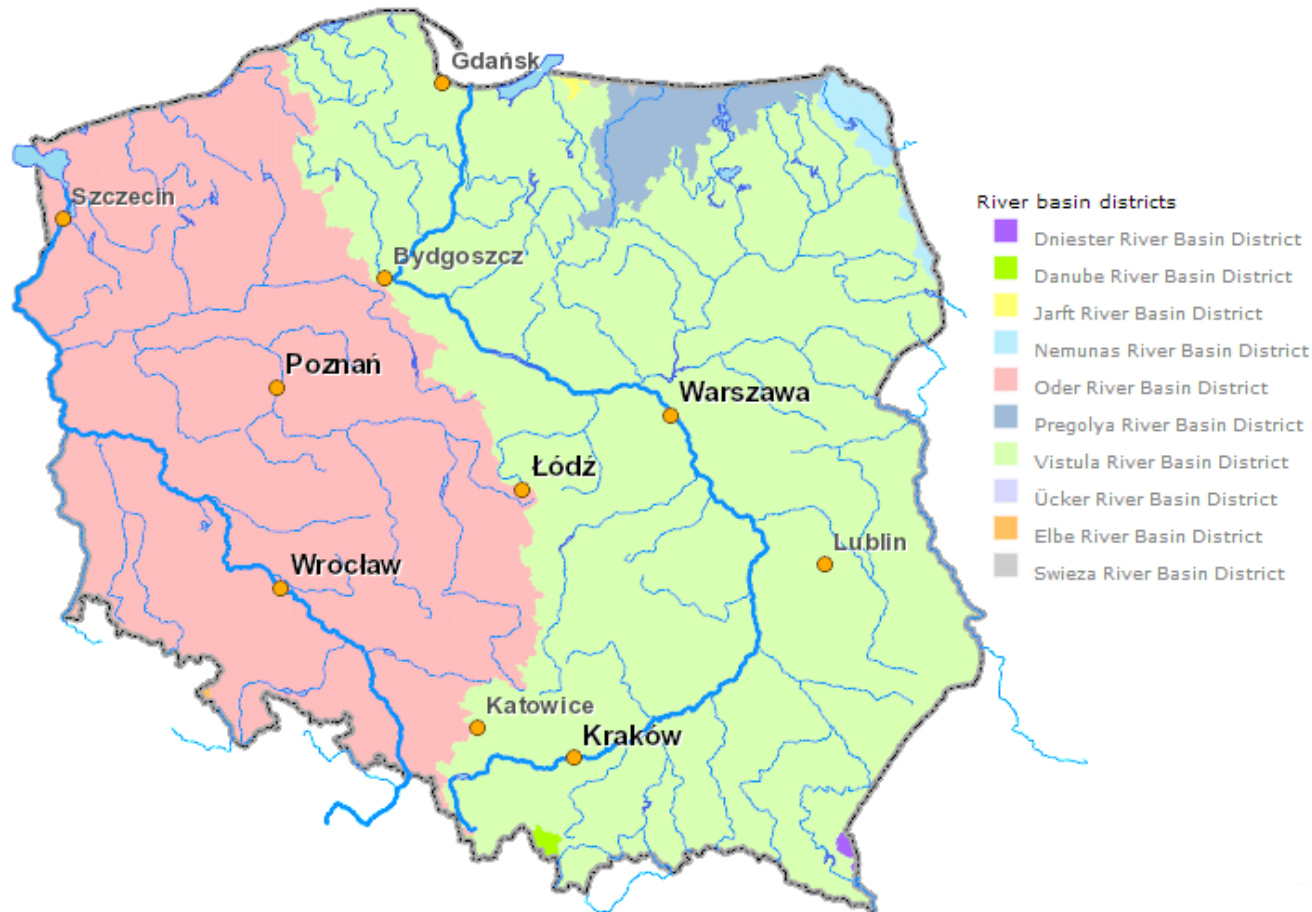 Gdańsk
Szczecin
Bydgoszcz
Poznań
Warszawa
Łódź
Lublin
Wrocław
Katowice
Kraków
River basin districts
Dniester River Basin District
Danube River Basin District
Jarft River Basin District
Nemunas River Basin District
Oder River Basin District
Pregolya River Basin District
Vistula River Basin District
Ücker River Basin District
Elbe River Basin District
Swieza River Basin District